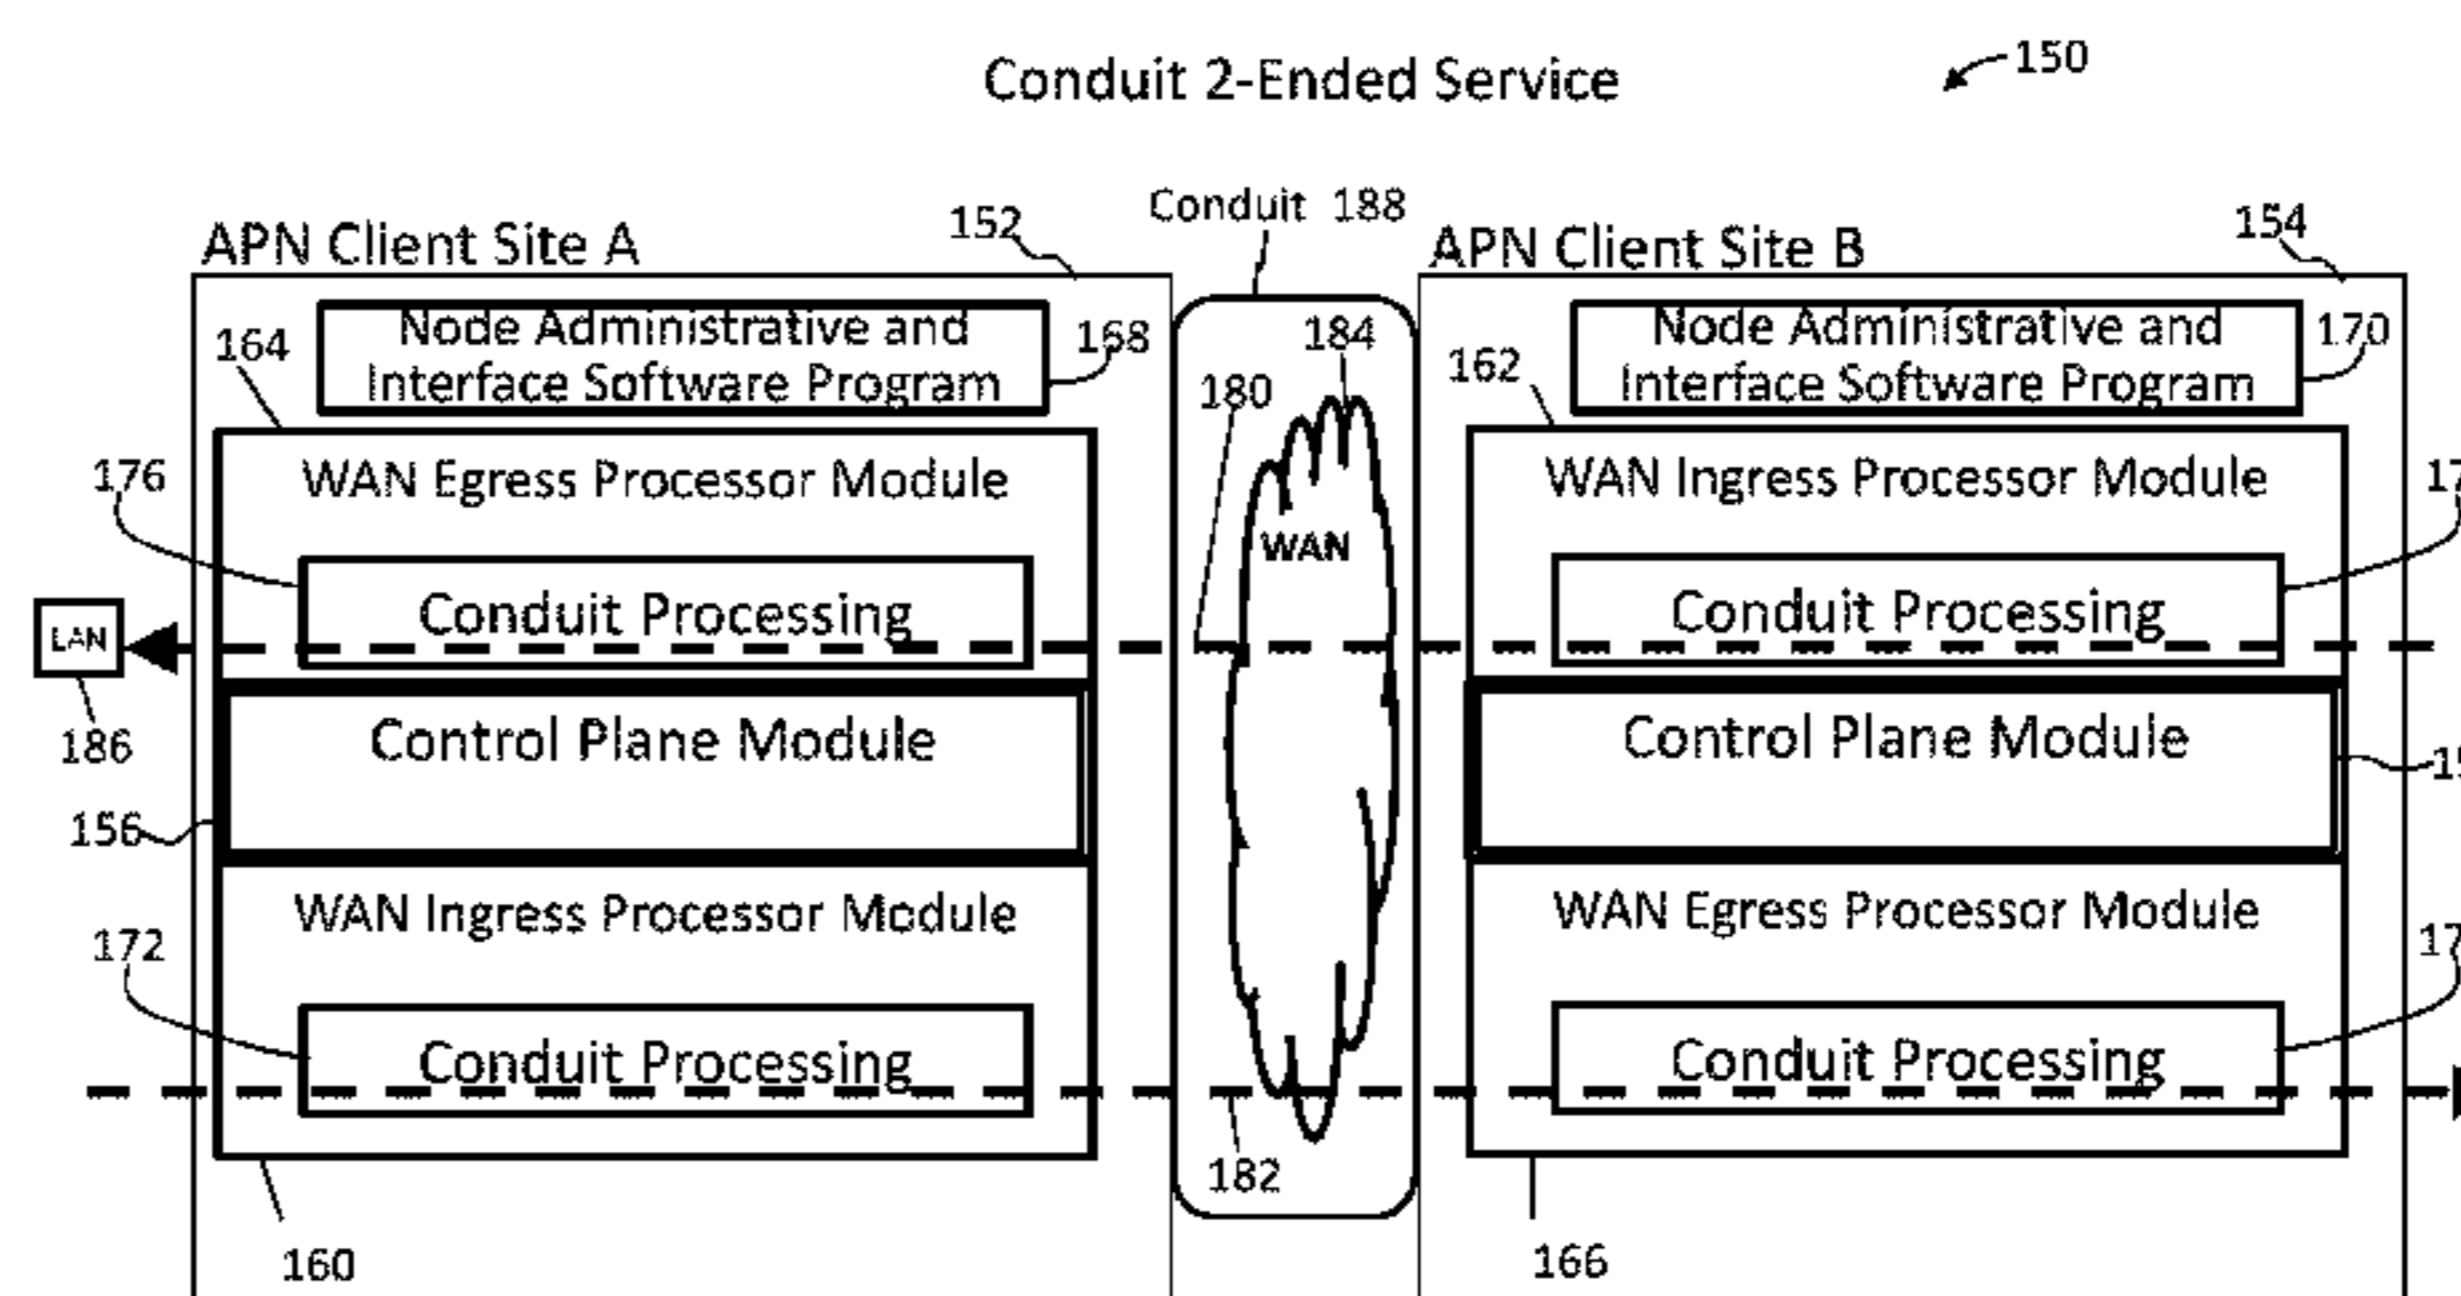 Conduit 2-Ended Service
150
Conduit 188
APN Client Site A
152
APN Client Site B
154
Node Administrative and
Interface Software Program
168
Node Administrative and
Interface Software Program
170
164
180
184
162
WAN Egress Processor Module
176
WAN
WAN Ingress Processor Module
Conduit Processing
Conduit Processing
LAN
186
Control Plane Module
Control Plane Module
156
WAN Ingress Processor Module
172
WAN Egress Processor Module
Conduit Processing
Conduit Processing
182
160
166